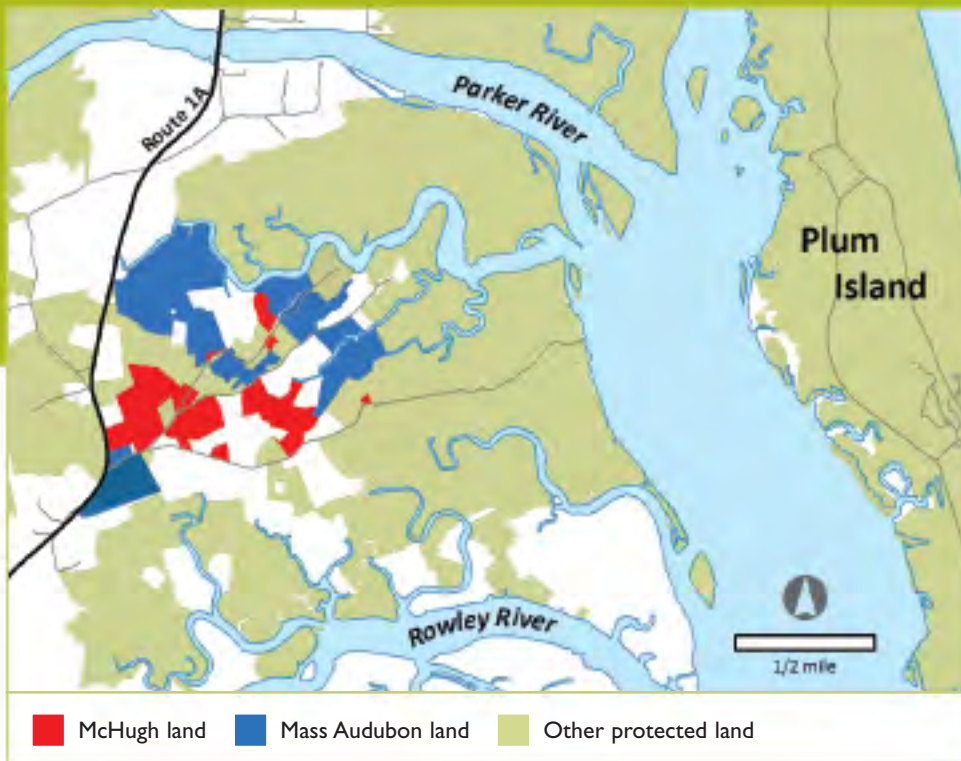 Route 1A
Parker River
Plum
Island
Rowley River
1/2 mile
McHugh land
Mass Audubon land
Other protected land